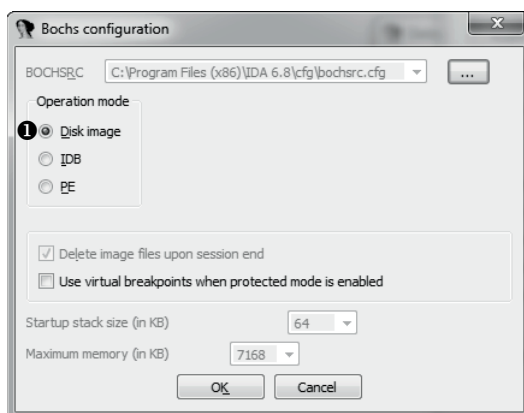 Bochs configuration
BOCHSRC C:\Program Files (x86)\IDA 6.8\cfg\bochsrc.cfg ...
Operation mode
❶ Disk image
IDB
PE
Delete image files upon session end
Use virtual breakpoints when protected mode is enabled
Startup stack size (in KB) 64
Maximum memory (in KB) 7168
OK Cancel